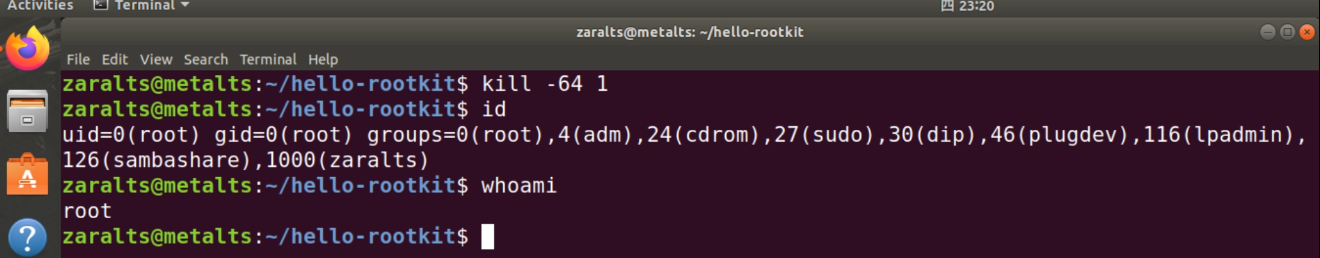 Activities Terminal 四 23:20
zaralts@metalts: ~/hello-rootkit
File Edit View Search Terminal Help
zaralts@metalts:~/hello-rootkit$ kill -64 1
zaralts@metalts:~/hello-rootkit$ id
uid=0(root) gid=0(root) groups=0(root),4(adm),24(cdrom),27(sudo),30(dip),46(plugdev),116(lpadmin),
126(sambashare),1000(zaralts)
zaralts@metalts:~/hello-rootkit$ whoami
root
zaralts@metalts:~/hello-rootkit$